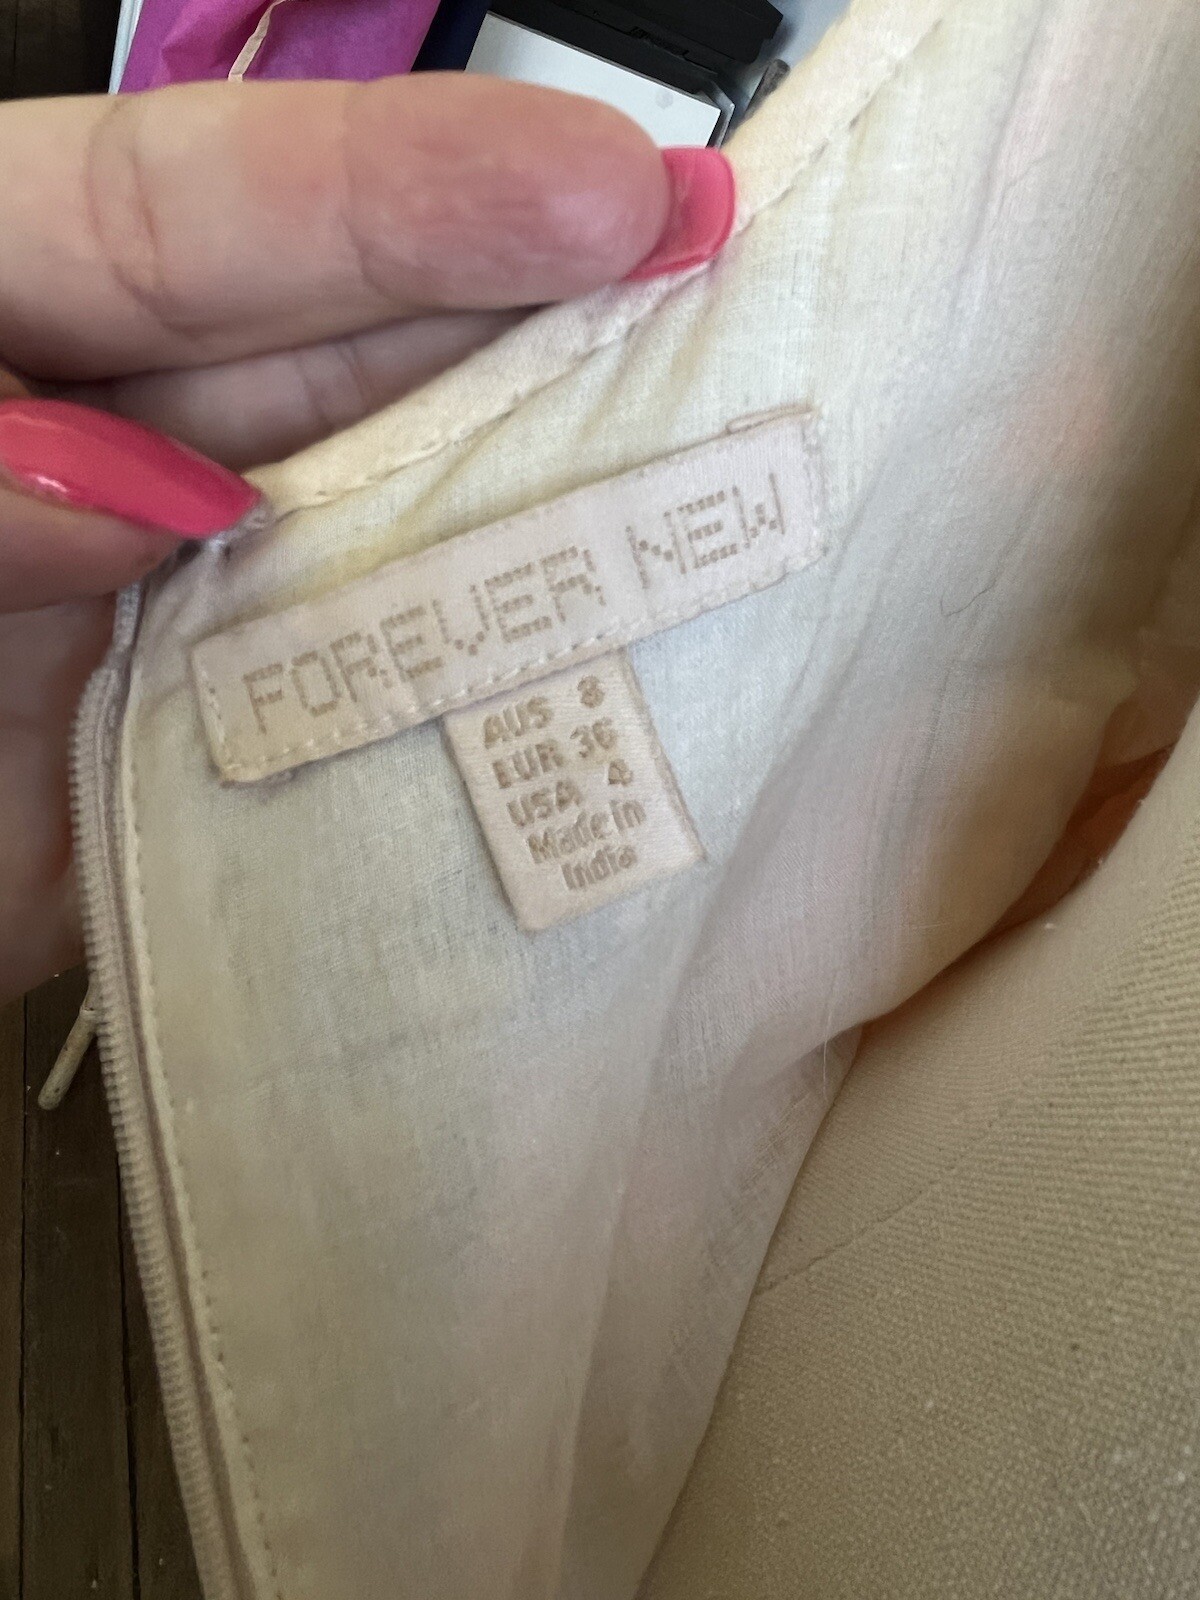 FOREVER NEW
AUS 8
EUR 36
USA 4
Made in
India